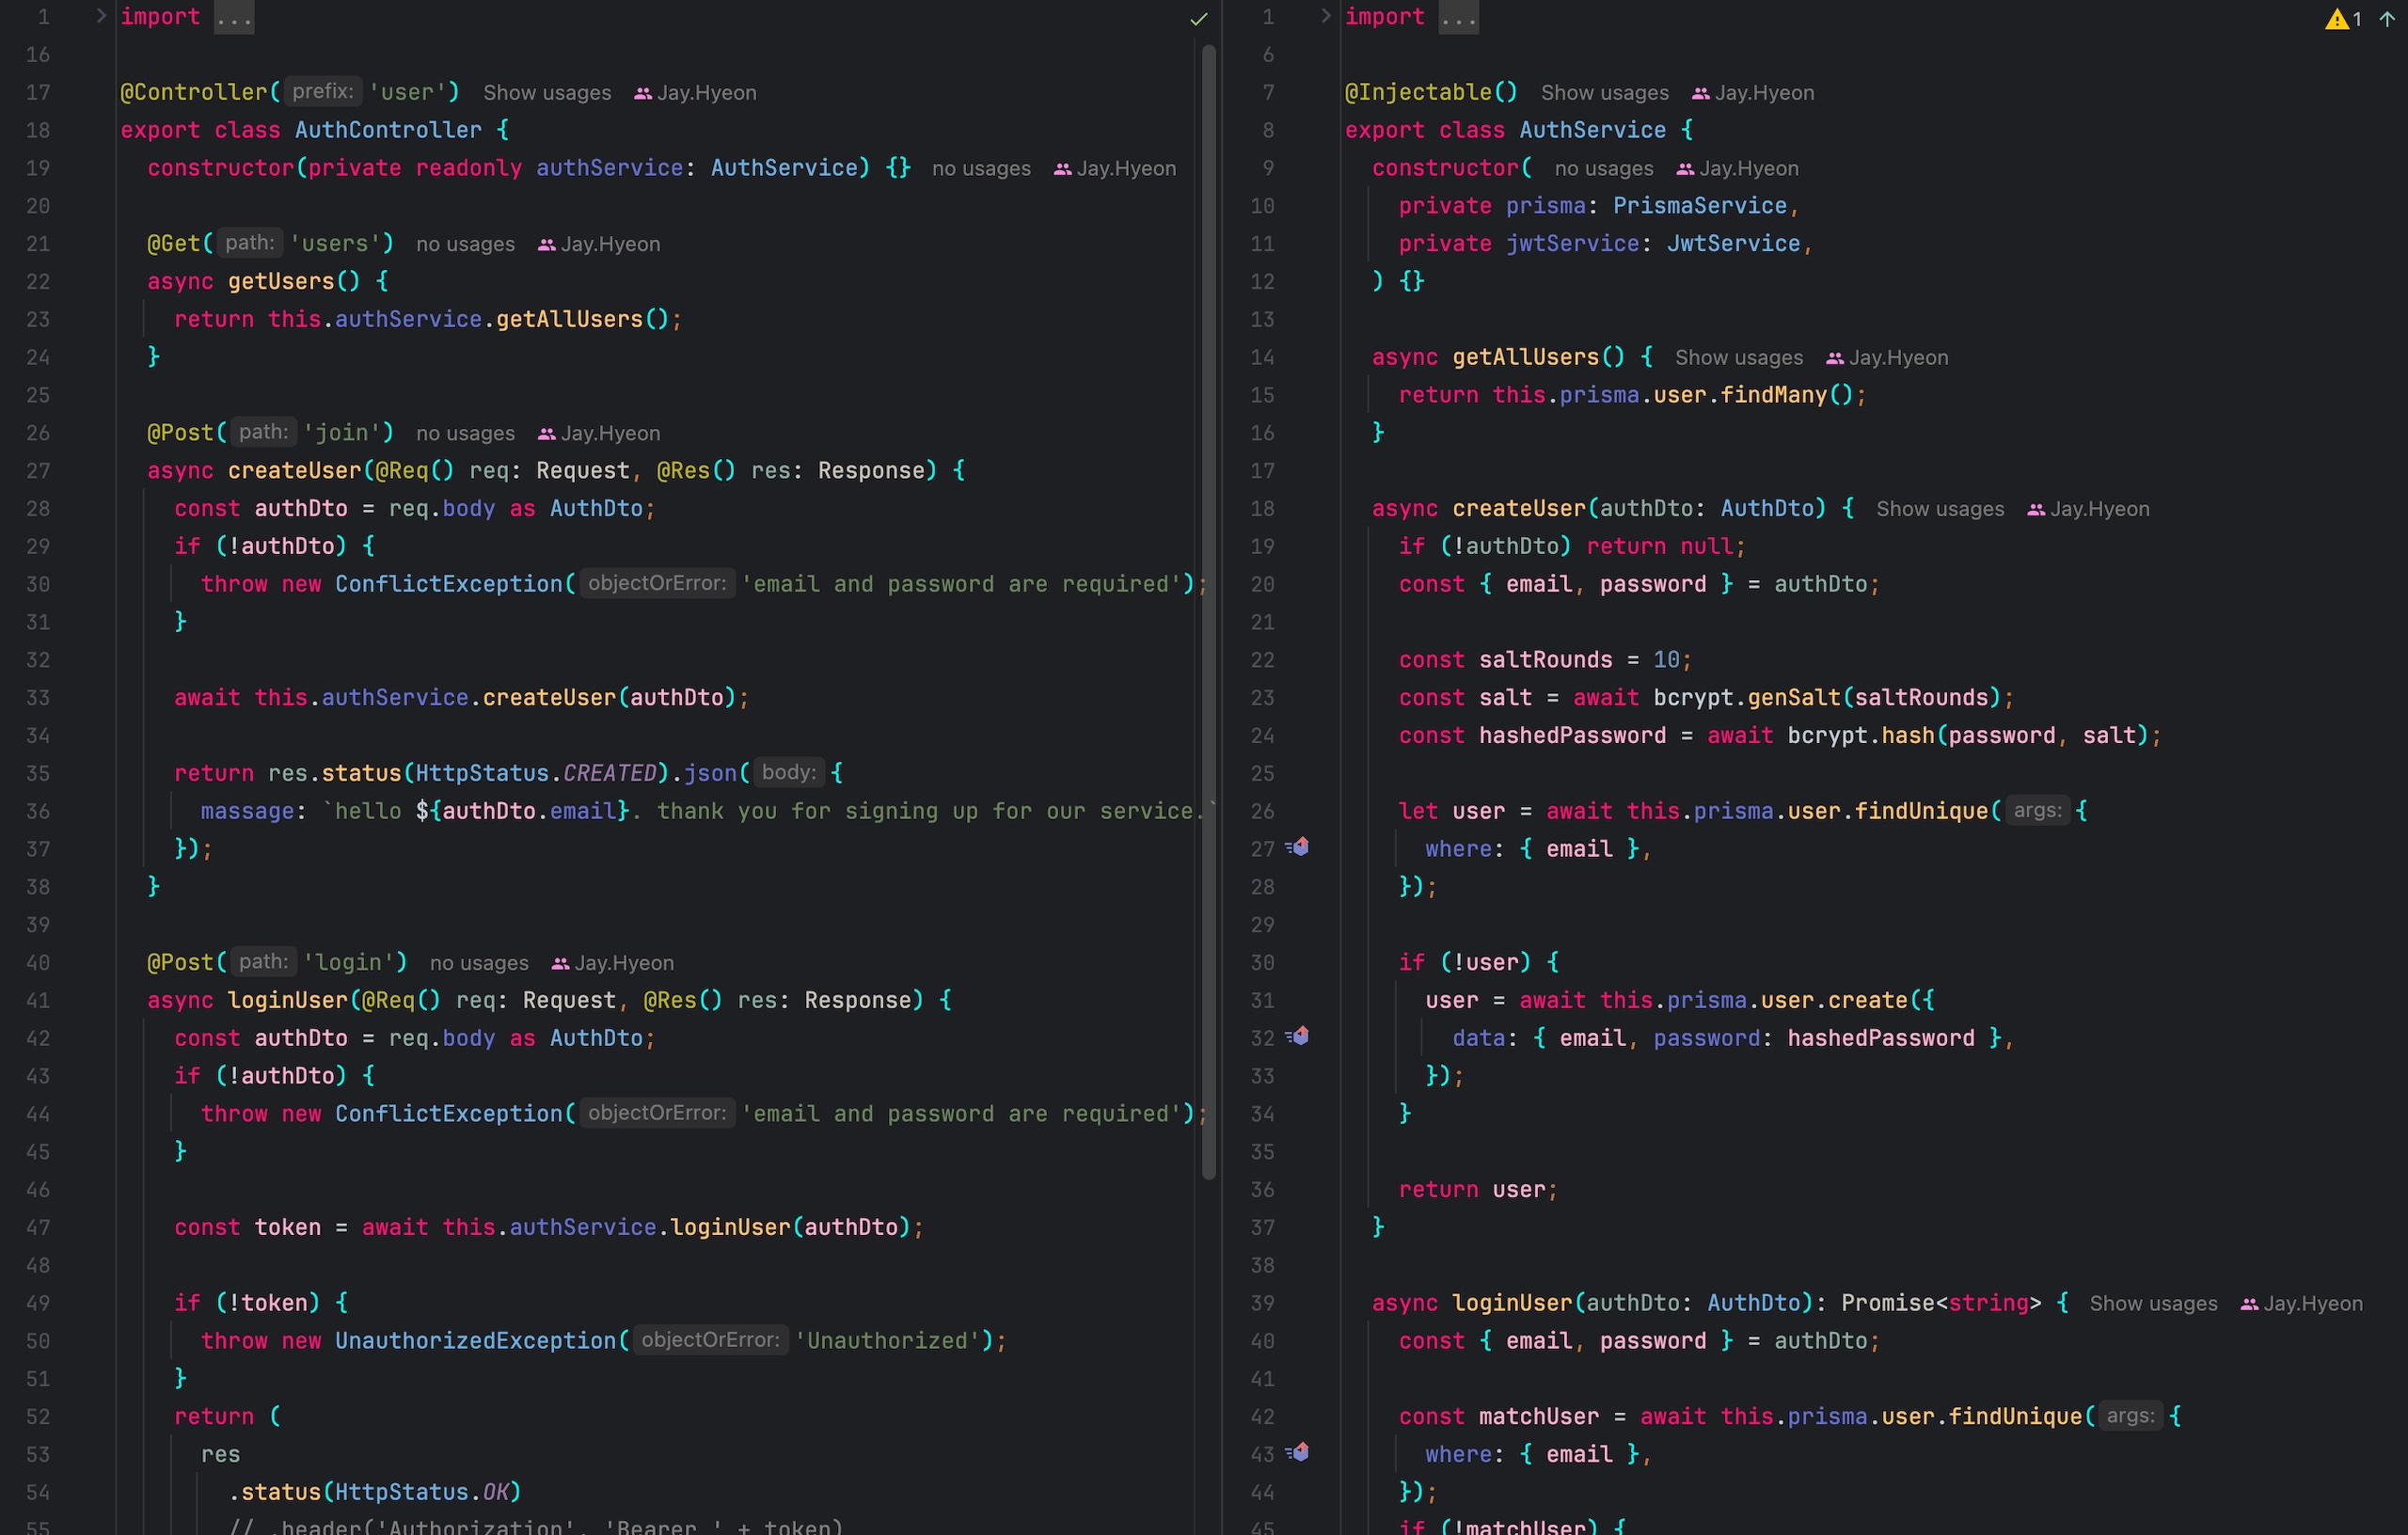 1 import ...
16
17 @Controller( prefix: 'user') Show usages Jay.Hyeon
18 export class AuthController {
19 constructor(private readonly authService: AuthService) {} no usages Jay.Hyeon
20
21 @Get( path: 'users') no usages Jay.Hyeon
22 async getUsers() {
23 return this.authService.getAllUsers();
24 }
25
26 @Post( path: 'join') no usages Jay.Hyeon
27 async createUser(@Req() req: Request, @Res() res: Response) {
28 const authDto = req.body as AuthDto;
29 if (!authDto) {
30 throw new ConflictException( objectOrError: 'email and password are required');
31 }
32
33 await this.authService.createUser(authDto);
34
35 return res.status(HttpStatus.CREATED).json( body: {
36 massage: `hello ${authDto.email}. thank you for signing up for our service.`
37 });
38 }
39
40 @Post( path: 'login') no usages Jay.Hyeon
41 async loginUser(@Req() req: Request, @Res() res: Response) {
42 const authDto = req.body as AuthDto;
43 if (!authDto) {
44 throw new ConflictException( objectOrError: 'email and password are required');
45 }
46
47 const token = await this.authService.loginUser(authDto);
48
49 if (!token) {
50 throw new UnauthorizedException( objectOrError: 'Unauthorized');
51 }
52 return (
53 res
54 .status(HttpStatus.OK)
55 // .header('Authorization', 'Bearer ' + token)
1 import ... 1
6
7 @Injectable() Show usages Jay.Hyeon
8 export class AuthService {
9 constructor( no usages Jay.Hyeon
10 private prisma: PrismaService,
11 private jwtService: JwtService,
12 ) {}
13
14 async getAllUsers() { Show usages Jay.Hyeon
15 return this.prisma.user.findMany();
16 }
17
18 async createUser(authDto: AuthDto) { Show usages Jay.Hyeon
19 if (!authDto) return null;
20 const { email, password } = authDto;
21
22 const saltRounds = 10;
23 const salt = await bcrypt.genSalt(saltRounds);
24 const hashedPassword = await bcrypt.hash(password, salt);
25
26 let user = await this.prisma.user.findUnique( args: {
27 where: { email },
28 });
29
30 if (!user) {
31 user = await this.prisma.user.create({
32 data: { email, password: hashedPassword },
33 });
34 }
35
36 return user;
37 }
38
39 async loginUser(authDto: AuthDto): Promise<string> { Show usages Jay.Hyeon
40 const { email, password } = authDto;
41
42 const matchUser = await this.prisma.user.findUnique( args: {
43 where: { email },
44 });
45 if (!matchUser) {